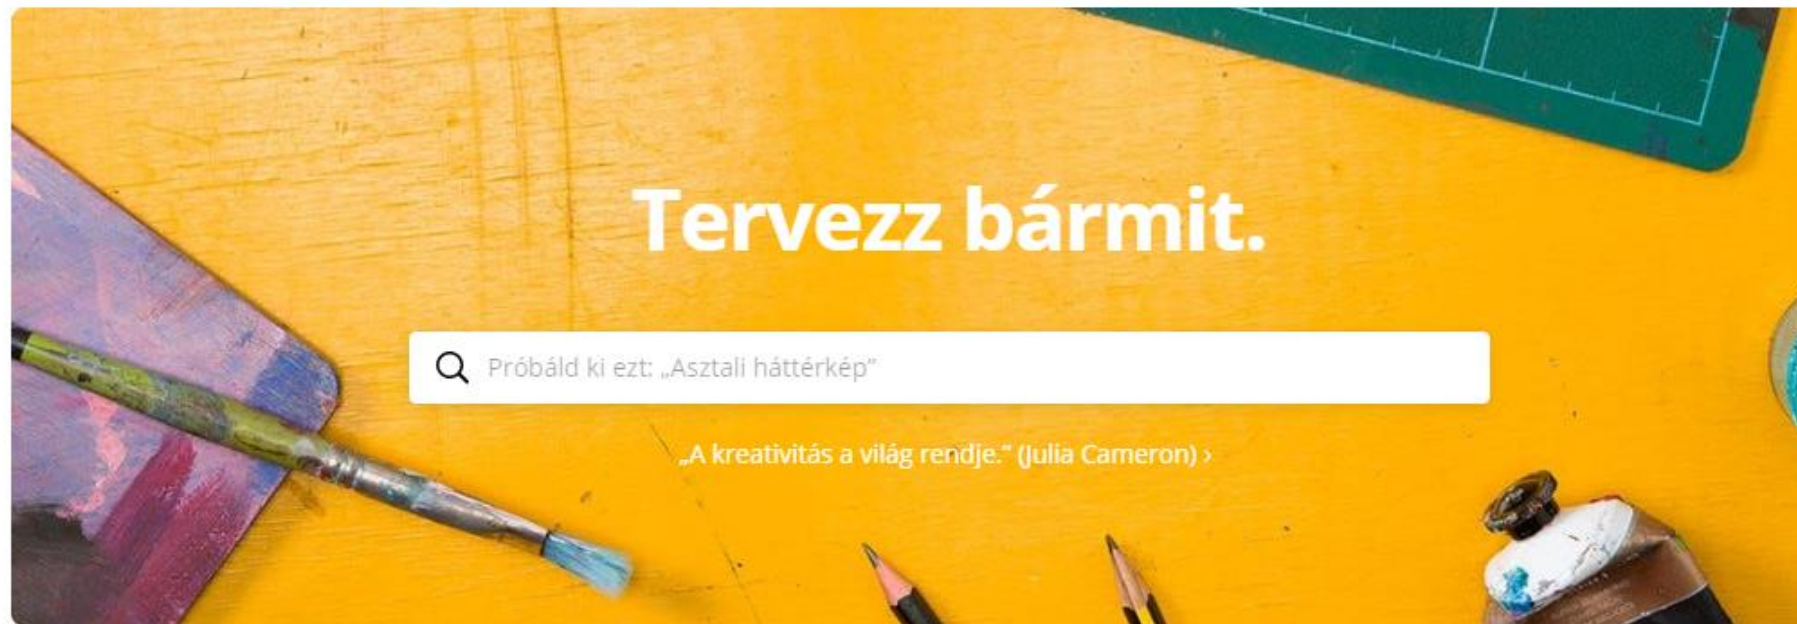 Tervezz bármit.
Próbáld ki ezt: „Asztali háttérkép”
„A kreativitás a világ rendje.” (Julia Cameron) ›